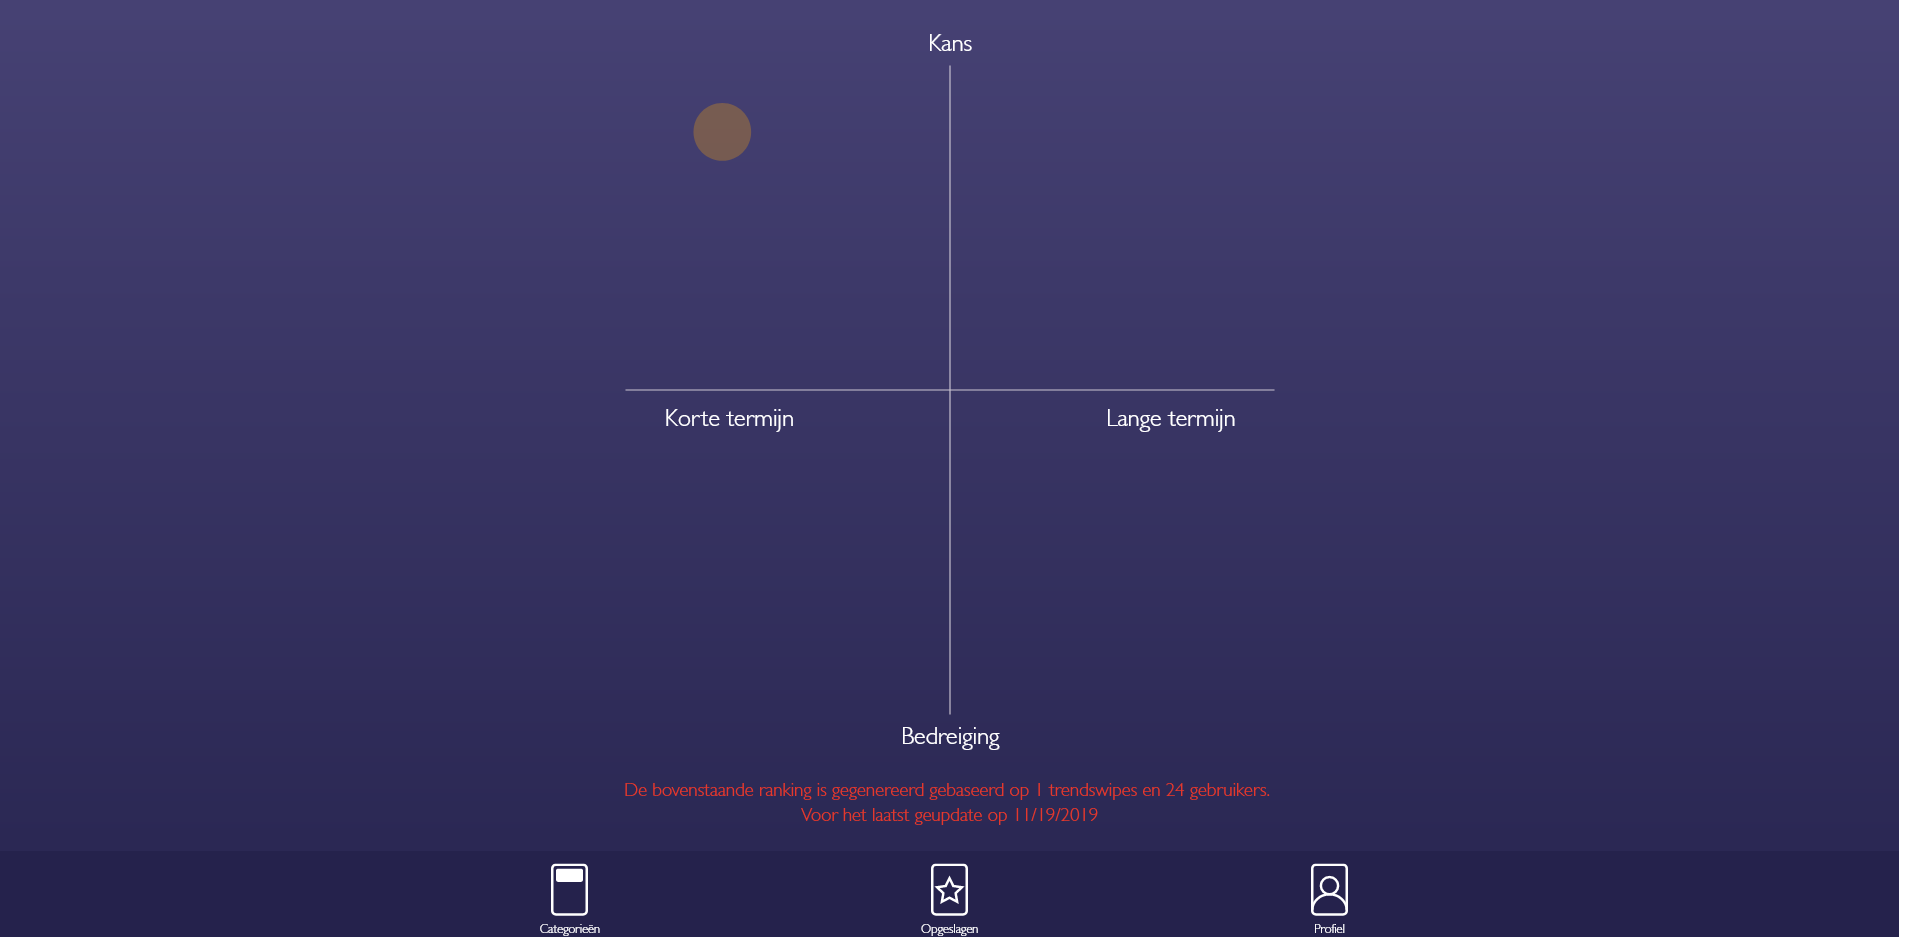 Kans
Korte termijn
Lange termijn
Bedreiging
De bovenstaande ranking is gegenereerd gebaseerd op 1 trendswipes en 24 gebruikers.
Voor het laatst geupdate op 11/19/2019
Categorieën
Opgeslagen
Profiel